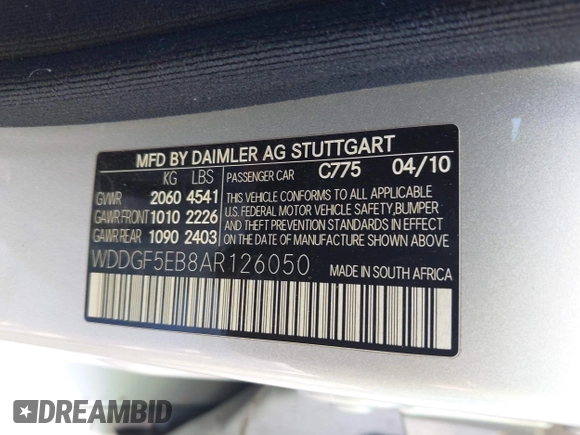 MFD BY DAIMLER AG STUTTGART
KG LBS PASSENGER CAR C775 04/10
GVWR 2060 4541
GAWR FRONT 1010 2226
GAWR REAR 1090 2403
THIS VEHICLE CONFORMS TO ALL APPLICABLE
U.S. FEDERAL MOTOR VEHICLE SAFETY, BUMPER
AND THEFT PREVENTION STANDARDS IN EFFECT
ON THE DATE OF MANUFACTURE SHOWN ABOVE.
WDDGF5EB8AR126050 MADE IN SOUTH AFRICA
DREAMBID